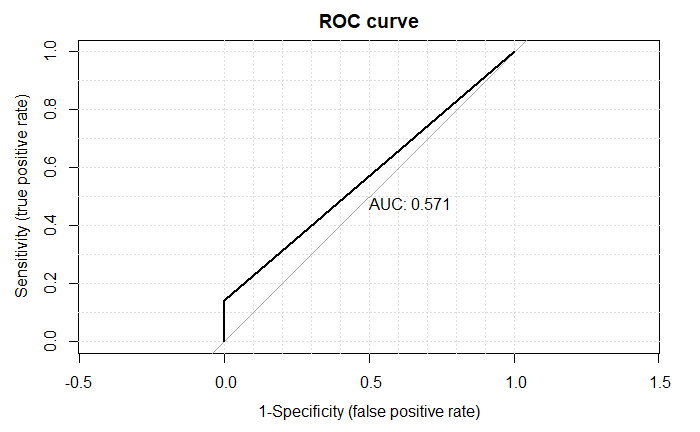 ROC curve
Sensitivity (true positive rate)
1.0
0.8
0.6
0.4
0.2
0.0
AUC: 0.571
-0.5
0.0
0.5
1.0
1.5
1-Specificity (false positive rate)